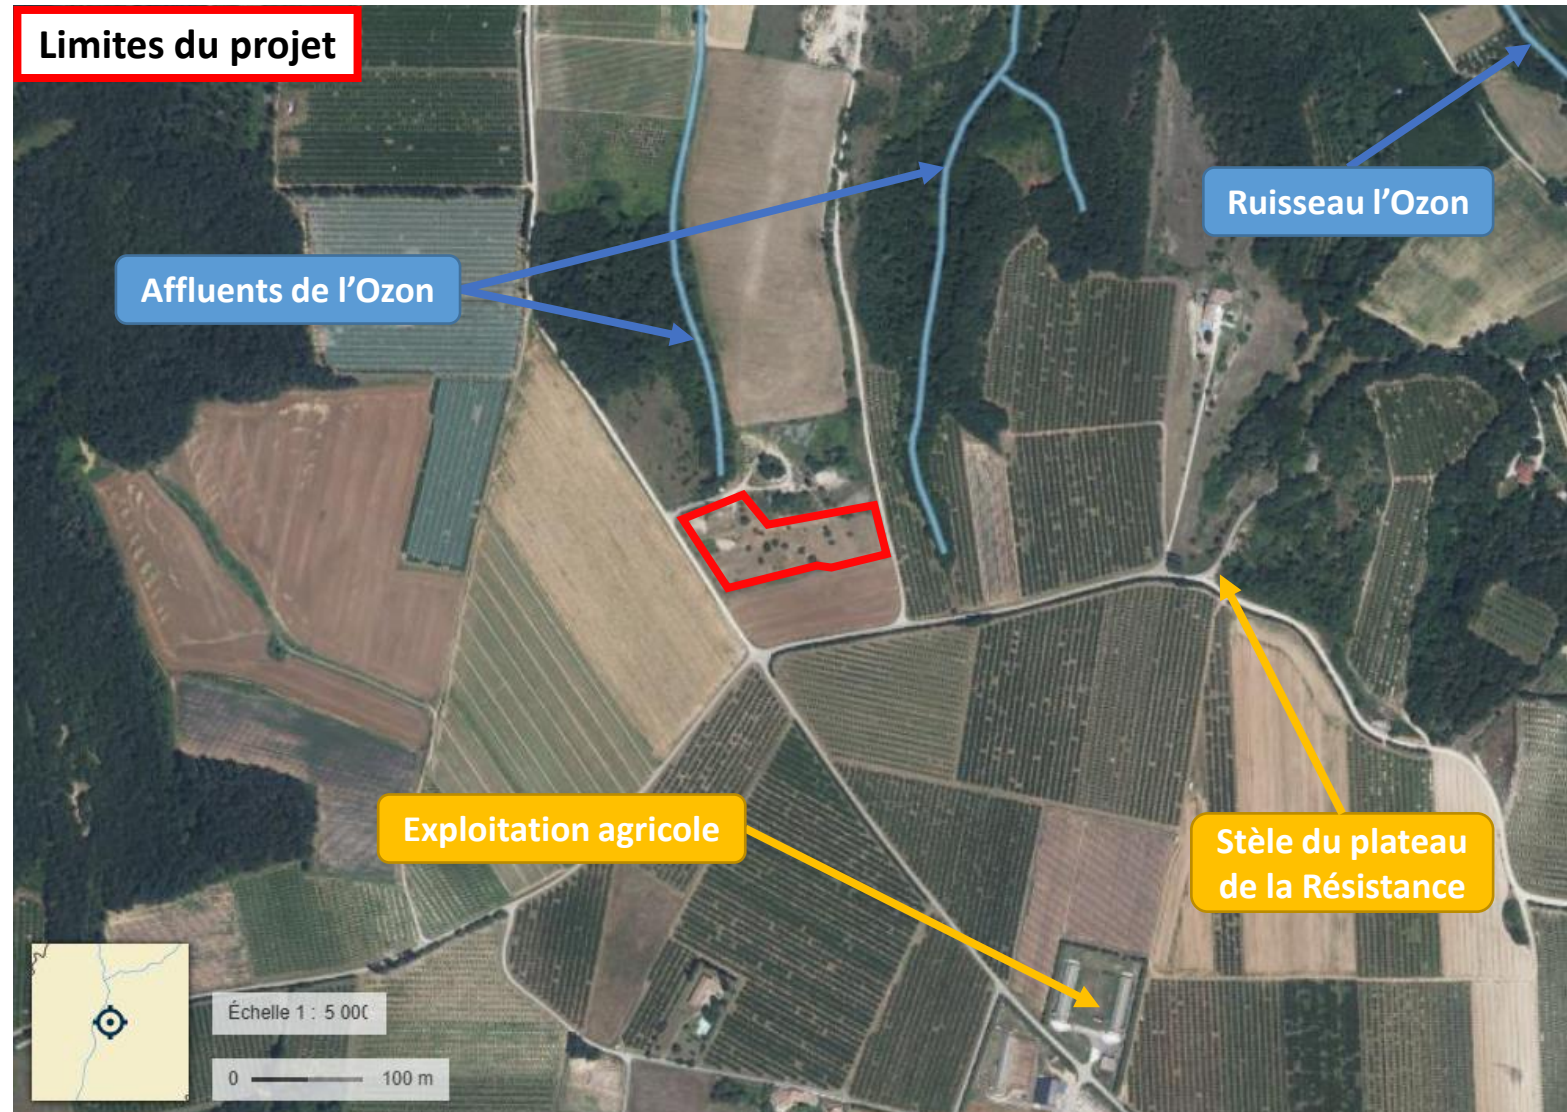 Limites du projet
Ruisseau l’Ozon
Affluents de l’Ozon
Exploitation agricole
Stèle du plateau
de la Résistance
Échelle 1 : 5 000
0 100 m